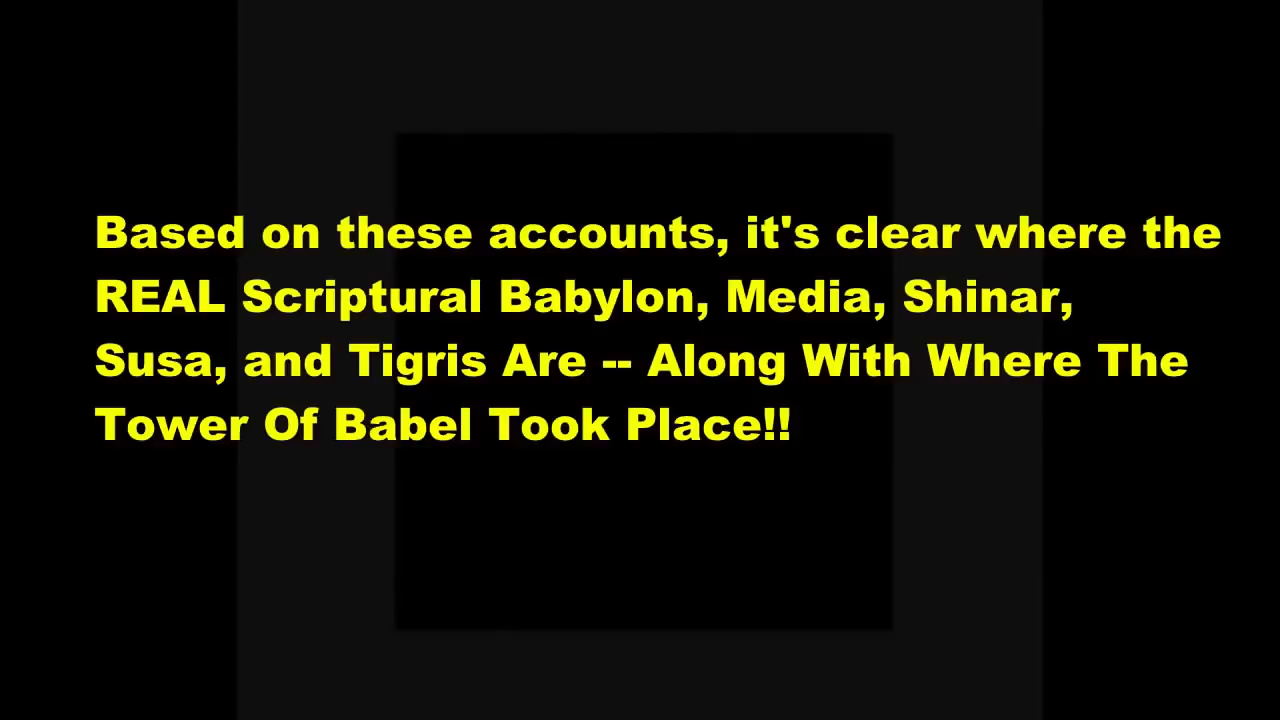 Based on these accounts, it's clear where the
REAL Scriptural Babylon, Media, Shinar,
Susa, and Tigris Are -- Along With Where The
Tower Of Babel Took Place!!